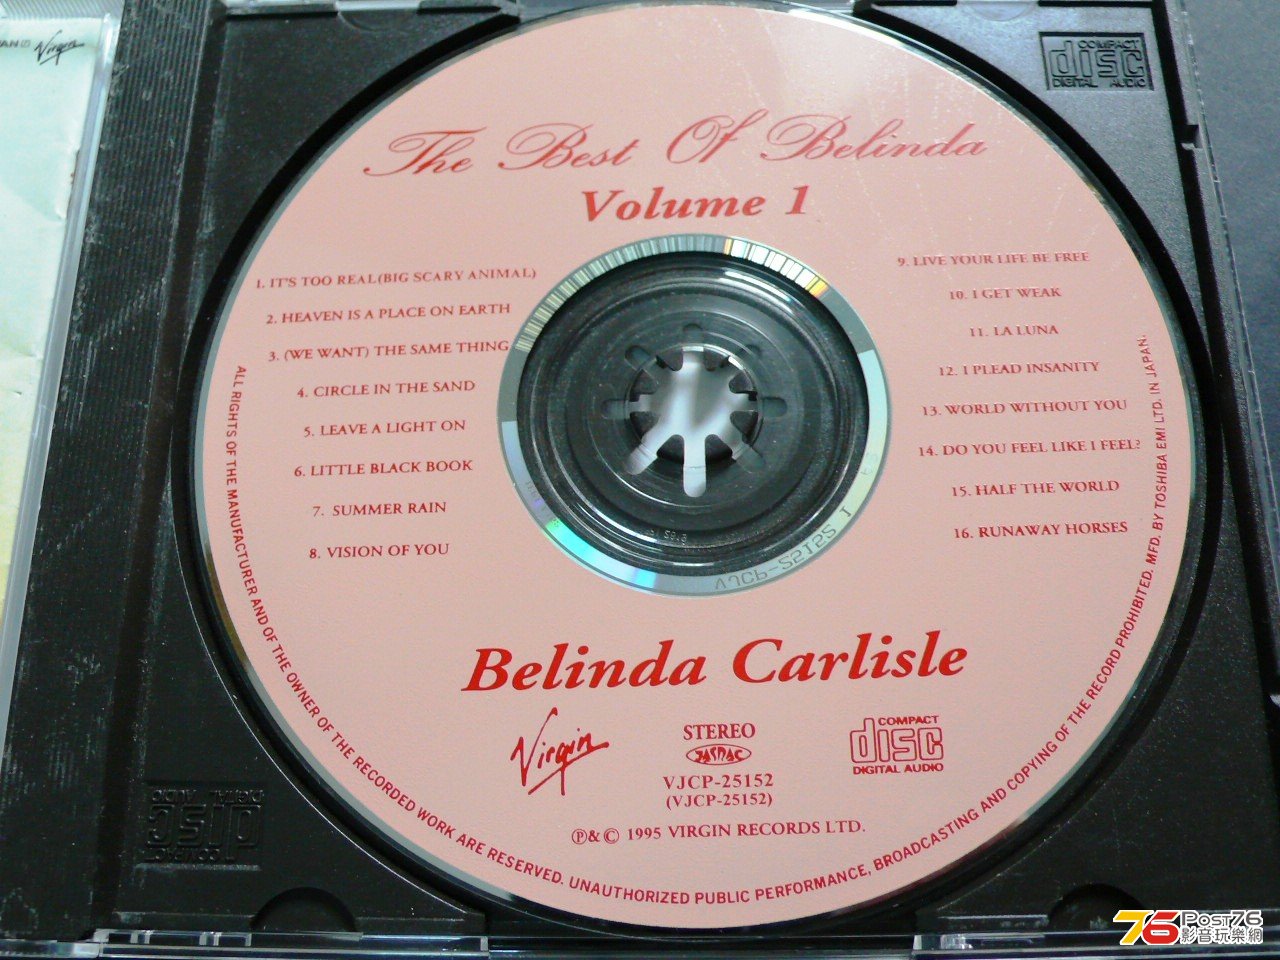 Virgin
COMPACT
disc
DIGITAL AUDIO
The Best Of Belinda
Volume 1
1. IT'S TOO REAL(BIG SCARY ANIMAL)
2. HEAVEN IS A PLACE ON EARTH
3. (WE WANT) THE SAME THING
4. CIRCLE IN THE SAND
5. LEAVE A LIGHT ON
6. LITTLE BLACK BOOK
7. SUMMER RAIN
8. VISION OF YOU
9. LIVE YOUR LIFE BE FREE
10. I GET WEAK
11. LA LUNA
12. I PLEAD INSANITY
13. WORLD WITHOUT YOU
14. DO YOU FEEL LIKE I FEEL?
15. HALF THE WORLD
16. RUNAWAY HORSES
Belinda Carlisle
Virgin
STEREO
JASRAC
VJCP-25152
(VJCP-25152)
COMPACT
disc
DIGITAL AUDIO
℗&© 1995 VIRGIN RECORDS LTD.
ALL RIGHTS OF THE MANUFACTURER AND OF THE OWNER OF THE RECORDED WORK ARE RESERVED. UNAUTHORIZED PUBLIC PERFORMANCE, BROADCASTING AND COPYING OF THE RECORD PROHIBITED. MFD. BY TOSHIBA EMI LTD. IN JAPAN.
COMPACT
disc
DIGITAL AUDIO
76 Post76
影音玩樂網